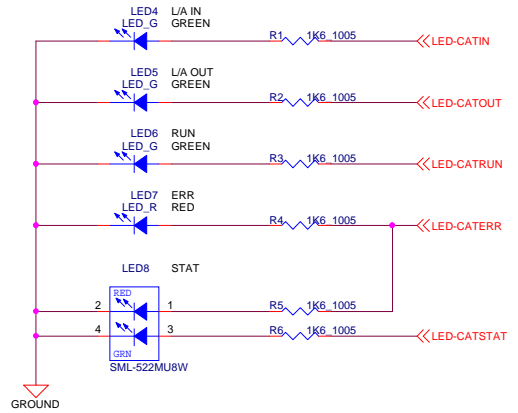 LED4 L/A IN
LED_G GREEN
R1 1K6_1005
LED-CATIN
LED5 L/A OUT
LED_G GREEN
R2 1K6_1005
LED-CATOUT
LED6 RUN
LED_G GREEN
R3 1K6_1005
LED-CATRUN
LED7 ERR
LED_R RED
R4 1K6_1005
LED-CATERR
LED8 STAT
RED
2 1
R5 1K6_1005
4 3
R6 1K6_1005
LED-CATSTAT
GRN
SML-522MU8W
GROUND